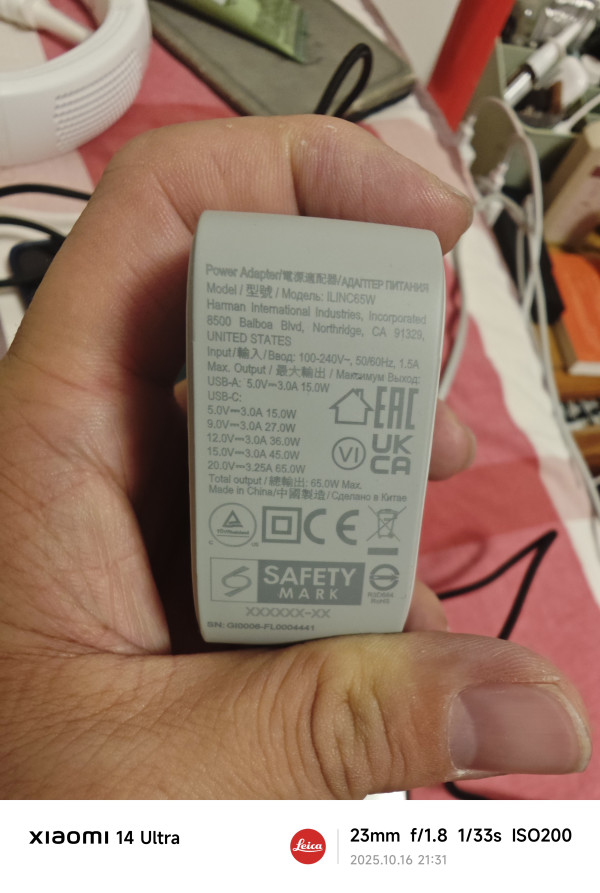 Power Adapter/電源適配器/АДАПТЕР ПИТАНИЯ
Model / 型號 / Модель: ILINC65W
Harman International Industries, Incorporated
8500 Balboa Blvd, Northridge, CA 91329,
UNITED STATES
Input/輸入/Ввод: 100-240V~, 50/60Hz, 1.5A
Max. Output / 最大輸出 / Максимум Выход:
USB-A: 5.0V⎓3.0A 15.0W
USB-C:
5.0V⎓3.0A 15.0W
9.0V⎓3.0A 27.0W
12.0V⎓3.0A 36.0W
15.0V⎓3.0A 45.0W
20.0V⎓3.25A 65.0W
EAC
VI
UK
CA
Total output / 總輸出: 65.0W Max.
Made in China/中國製造/Сделано в Китае
CE
SAFETY
MARK
RoHS
XXXXXX-XX
SN: GI0006-FL0004441
XIAOMI 14 Ultra
Leica
23mm f/1.8 1/33s ISO200
2025.10.16 21:31